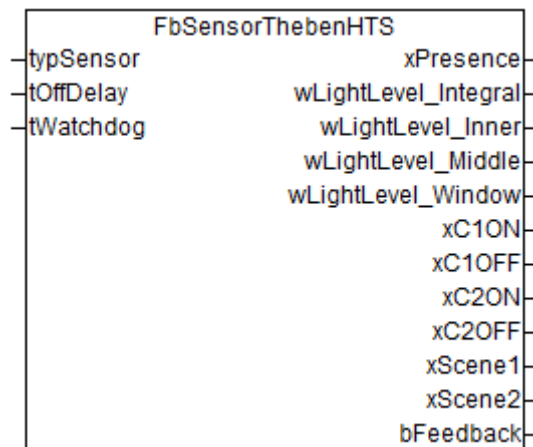 FbSensorThebenHTS
typSensor xPresence
tOffDelay wLightLevel_Integral
tWatchdog wLightLevel_Inner
wLightLevel_Middle
wLightLevel_Window
xC1ON
xC1OFF
xC2ON
xC2OFF
xScene1
xScene2
bFeedback